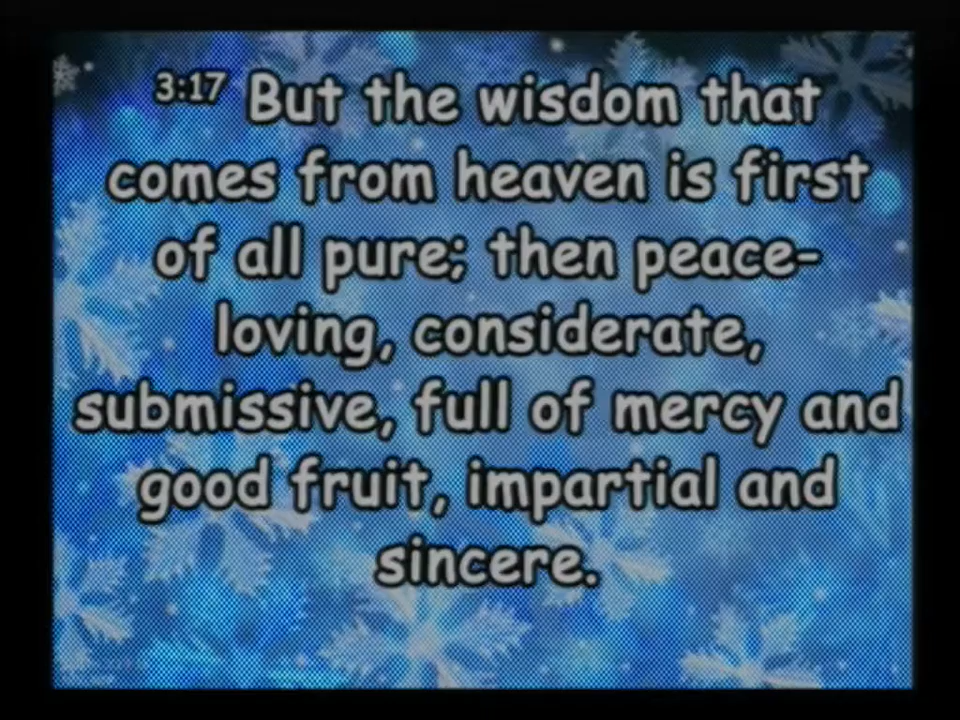 3:17 But the wisdom that
comes from heaven is first
of all pure; then peace-
loving, considerate,
submissive, full of mercy and
good fruit, impartial and
sincere.